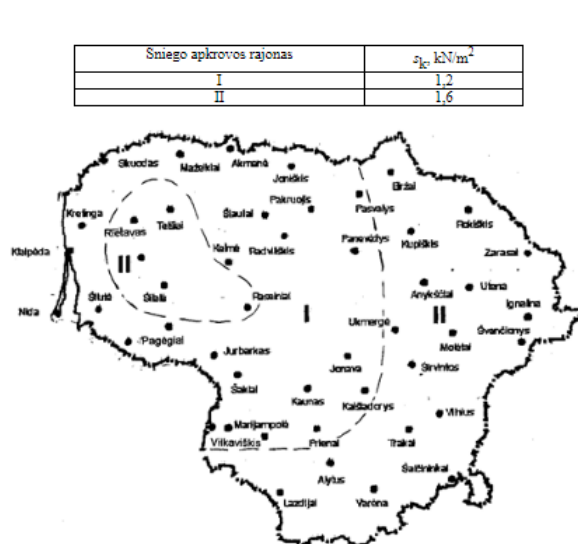 Sniego apkrovos rajonas sk, kN/m²
I 1,2
II 1,6
Skuodas
Mažeikiai
Akmenė
Joniškis
Biržai
Pakruojis
Pasvalys
Kretinga
Rietavas
Telšiai
Šiauliai
Rokiškis
Radviliškis
Panevėžys
Kupiškis
Klaipėda
Kelmė
Zarasai
II
Šilutė
Šilalė
Raseiniai
Anykščiai
Utena
Ignalina
Nida
I
Ukmergė
II
Molėtai
Švančionys
Pagėgiai
Jurbarkas
Jonava
Širvintos
Šakiai
Kaunas
Kaišiadorys
Vilnius
Marijampolė
Vilkaviškis
Prienai
Trakai
Alytus
Šalčininkai
Lazdijai
Varėna